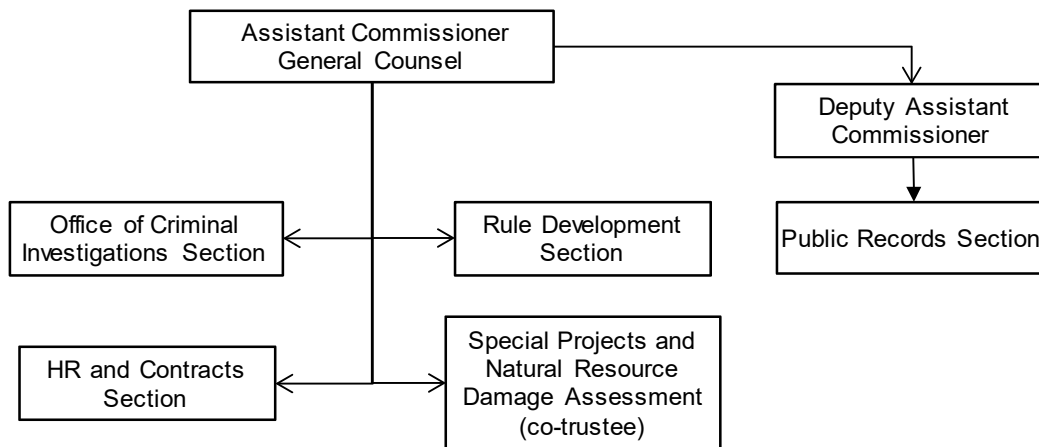 Assistant Commissioner
General Counsel
Deputy Assistant
Commissioner
Office of Criminal
Investigations Section
Rule Development
Section
Public Records Section
HR and Contracts
Section
Special Projects and
Natural Resource
Damage Assessment
(co-trustee)